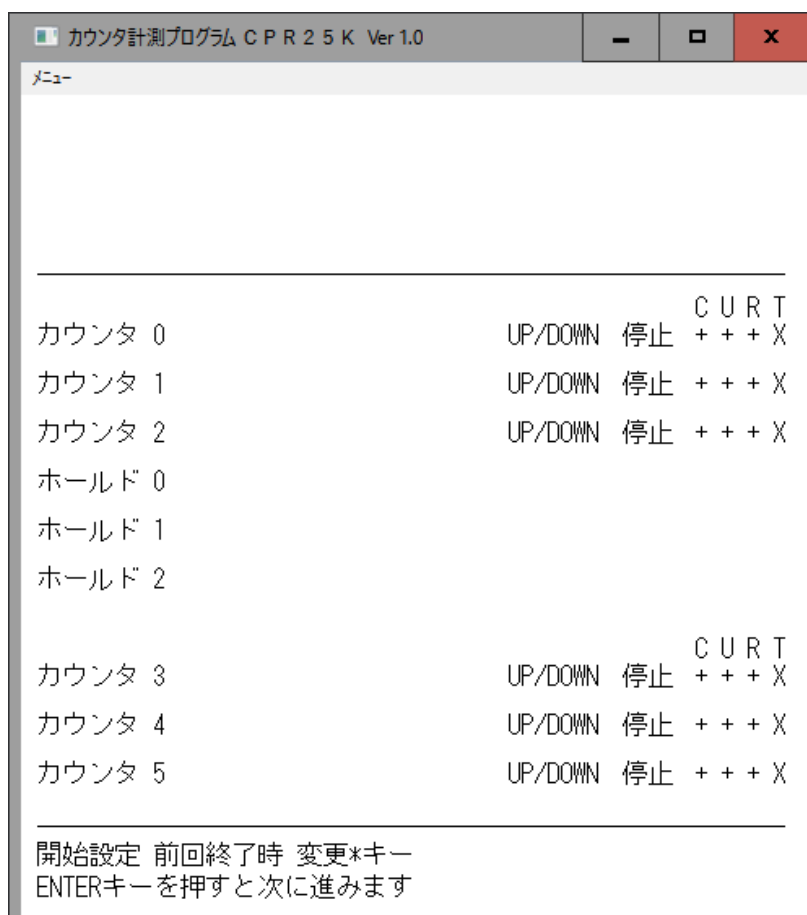 カウンタ計測プログラム ＣＰＲ２５Ｋ Ver 1.0
メニュー
C U R T
カウンタ 0 UP/DOWN 停止 + + + X
カウンタ 1 UP/DOWN 停止 + + + X
カウンタ 2 UP/DOWN 停止 + + + X
ホールド 0
ホールド 1
ホールド 2
C U R T
カウンタ 3 UP/DOWN 停止 + + + X
カウンタ 4 UP/DOWN 停止 + + + X
カウンタ 5 UP/DOWN 停止 + + + X
開始設定 前回終了時 変更*キー
ENTERキーを押すと次に進みます